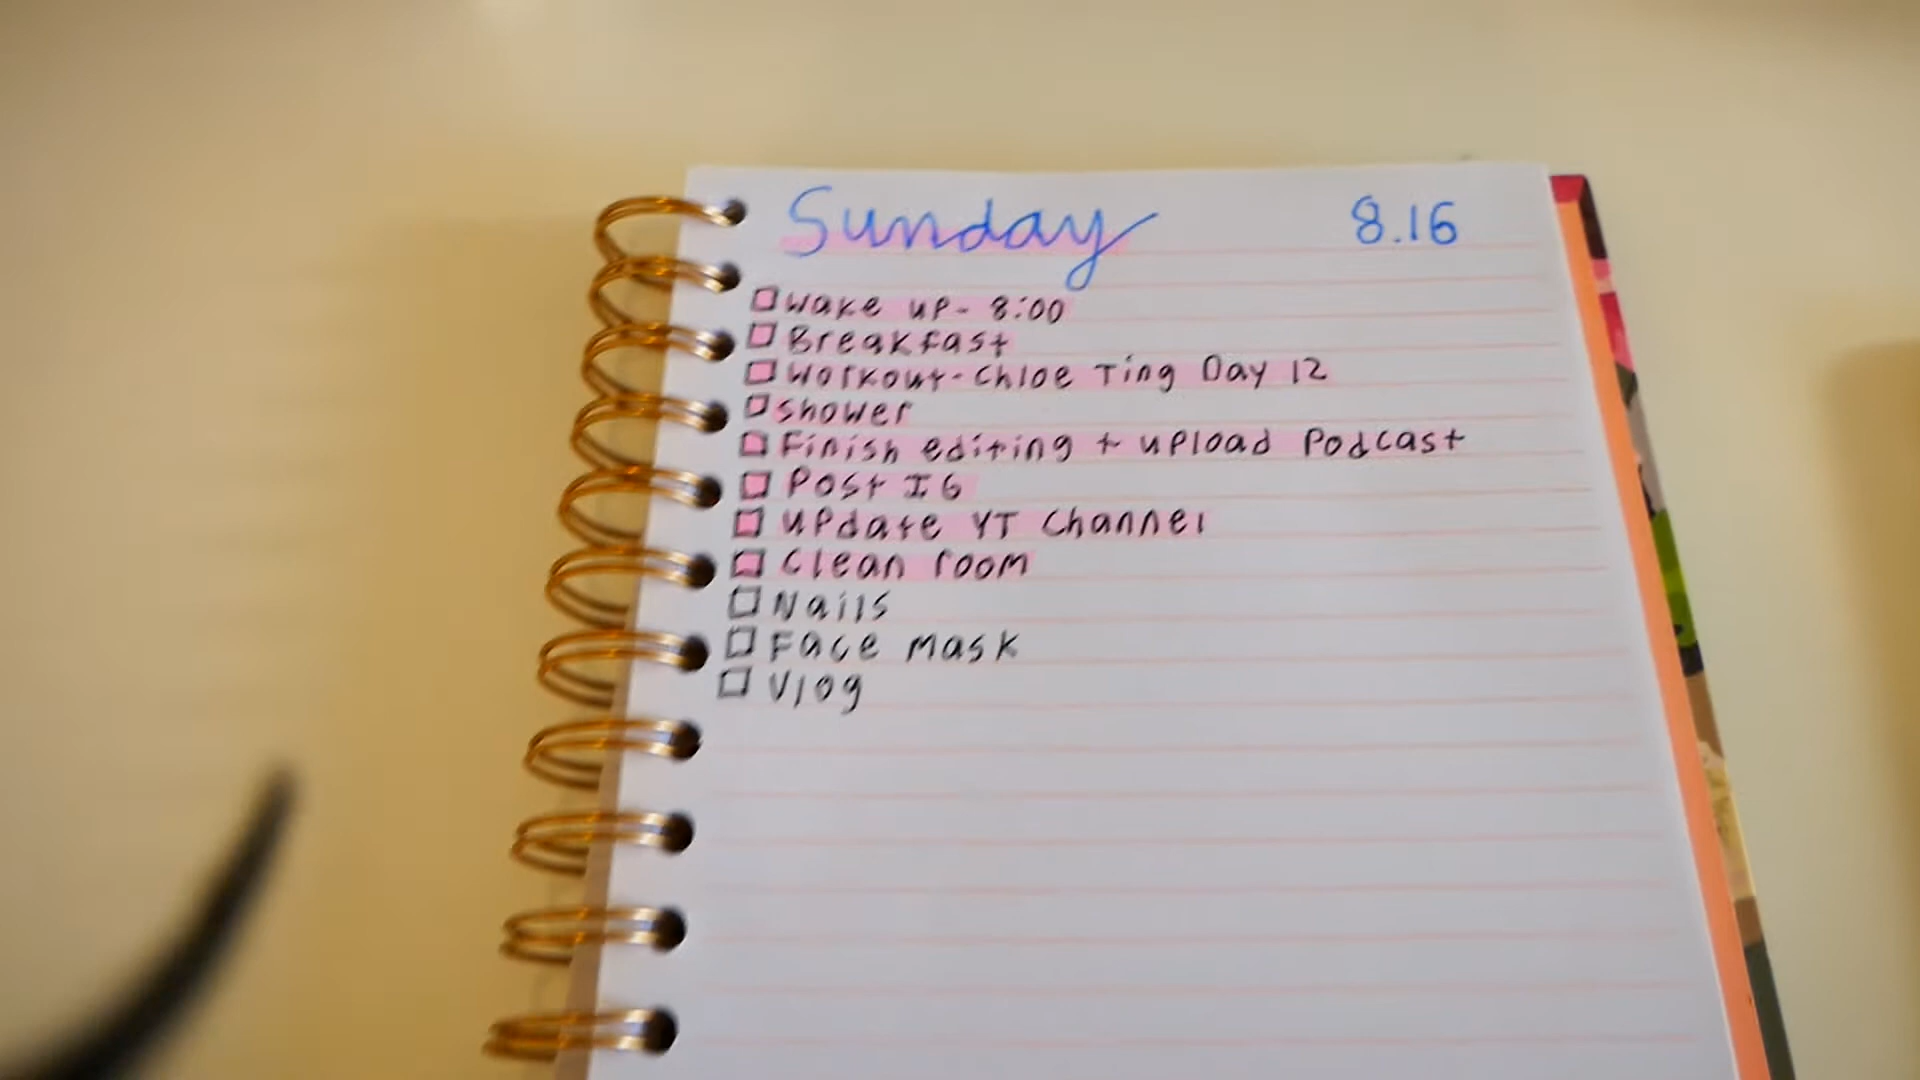 Sunday 8.16
Wake up - 8:00
Breakfast
Workout - Chloe Ting Day 12
Shower
Finish editing + upload Podcast
Post IG
Update YT Channel
Clean room
Nails
Face mask
Vlog